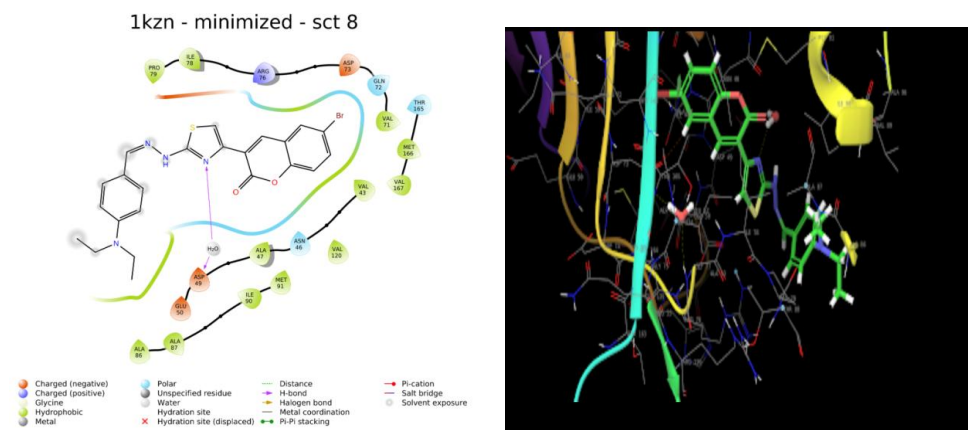 1kzn - minimized - sct 8
PRO
79
ILE
78
ARG
76
ASP
73
GLN
72
VAL
71
THR
165
MET
166
VAL
167
S
N
N
H
N
Br
O
O
N
VAL
43
ASN
46
ALA
47
VAL
120
H₂O
ASP
49
GLU
50
MET
91
ILE
90
ALA
87
ALA
86
Charged (negative)
Charged (positive)
Glycine
Hydrophobic
Metal
Polar
Unspecified residue
Water
Hydration site
Hydration site (displaced)
Distance
H-bond
Halogen bond
Metal coordination
Pi-Pi stacking
Pi-cation
Salt bridge
Solvent exposure